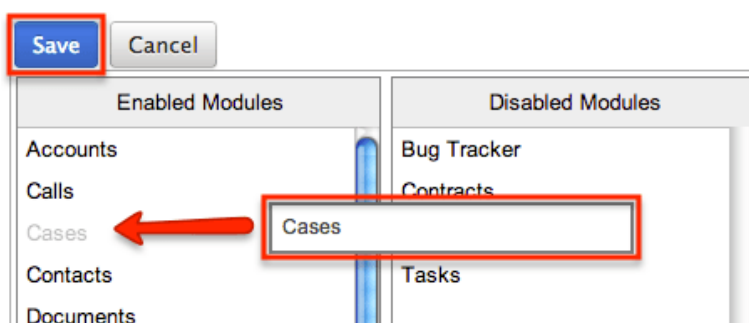 Save Cancel
Enabled Modules Disabled Modules
Accounts Bug Tracker
Calls Contracts
Cases Cases
Contacts Tasks
Documents